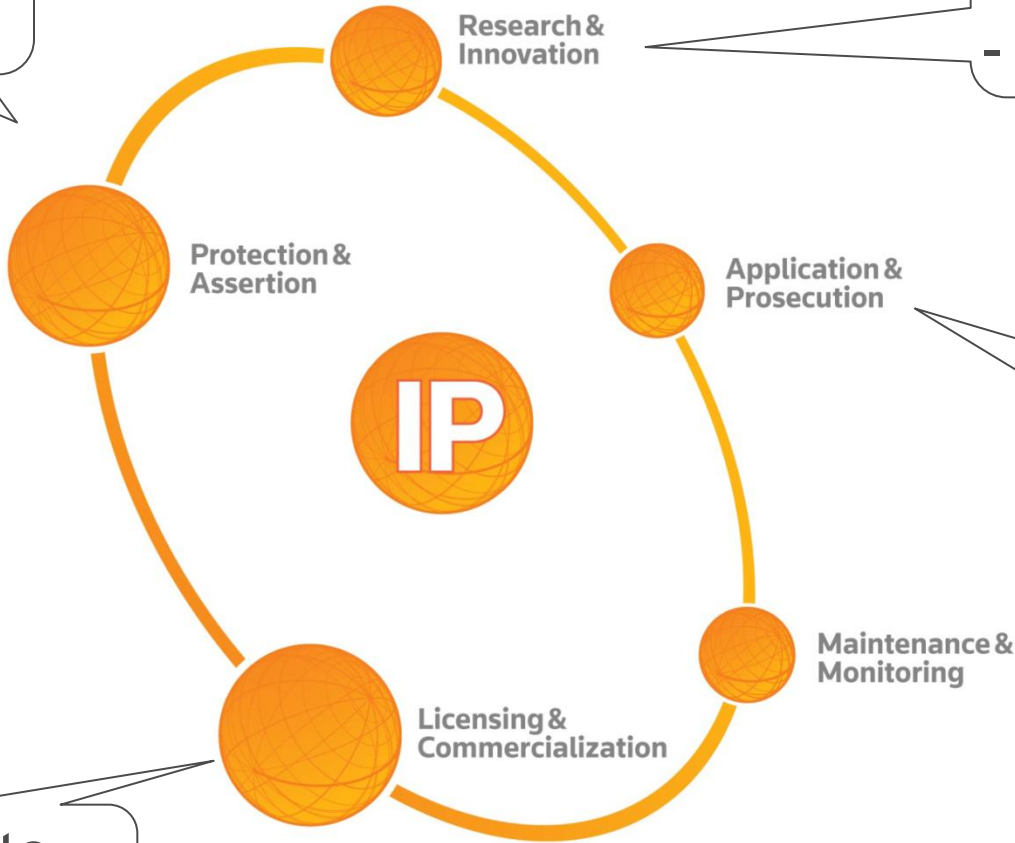 Research &
Innovation
-
Protection &
Assertion
Application &
Prosecution
IP
Maintenance &
Monitoring
Licensing &
Commercialization